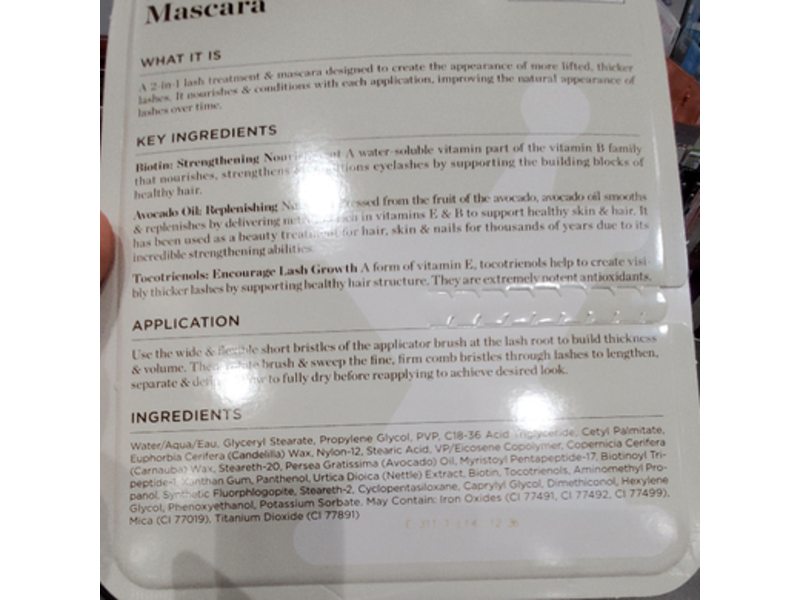 Mascara
WHAT IT IS
A 2-in-1 lash treatment & mascara designed to create the appearance of more lifted, thicker
lashes. It nourishes & conditions with each application, improving the natural appearance of
lashes over time.
KEY INGREDIENTS
Biotin: Strengthening A water-soluble vitamin part of the vitamin B family
that nourishes, strengthens eyelashes by supporting the building blocks of
healthy hair.
Avocado Oil: Replenishing from the fruit of the avocado, avocado oil smooths
& replenishes by delivering in vitamins E & B to support healthy skin & hair. It
has been used as a beauty treatment for hair, skin & nails for thousands of years due to its
incredible strengthening abilities.
Tocotrienols: Encourage Lash Growth A form of vitamin E, tocotrienols help to create visi-
bly thicker lashes by supporting healthy hair structure. They are extremely potent antioxidants.
APPLICATION
Use the wide & flexible short bristles of the applicator brush at the lash root to build thickness
& volume. Then brush & sweep the fine, firm comb bristles through lashes to lengthen,
separate & to fully dry before reapplying to achieve desired look.
INGREDIENTS
Water/Aqua/Eau, Glyceryl Stearate, Propylene Glycol, PVP, C18-36 Acid Triglyceride, Cetyl Palmitate,
Euphorbia Cerifera (Candelilla) Wax, Nylon-12, Stearic Acid, VP/Eicosene Copolymer, Copernicia Cerifera
(Carnauba) Wax, Steareth-20, Persea Gratissima (Avocado) Oil, Myristoyl Pentapeptide-17, Biotinoyl Tri-
peptide-1, Xanthan Gum, Panthenol, Urtica Dioica (Nettle) Extract, Biotin, Tocotrienols, Aminomethyl Pro-
panol, Synthetic Fluorphlogopite, Steareth-2, Cyclopentasiloxane, Caprylyl Glycol, Dimethiconol, Hexylene
Glycol, Phenoxyethanol, Potassium Sorbate. May Contain: Iron Oxides (CI 77491, CI 77492, CI 77499),
Mica (CI 77019), Titanium Dioxide (CI 77891)